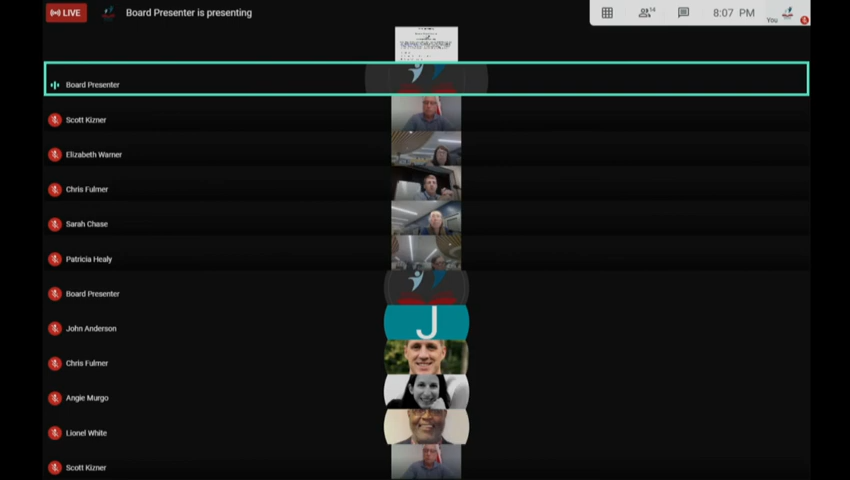 LIVE
Board Presenter is presenting
14
8:07 PM
You
Board Presenter
Scott Kizner
Elizabeth Warner
Chris Fulmer
Sarah Chase
Patricia Healy
Board Presenter
John Anderson
J
Chris Fulmer
Angie Murgo
Lionel White
Scott Kizner